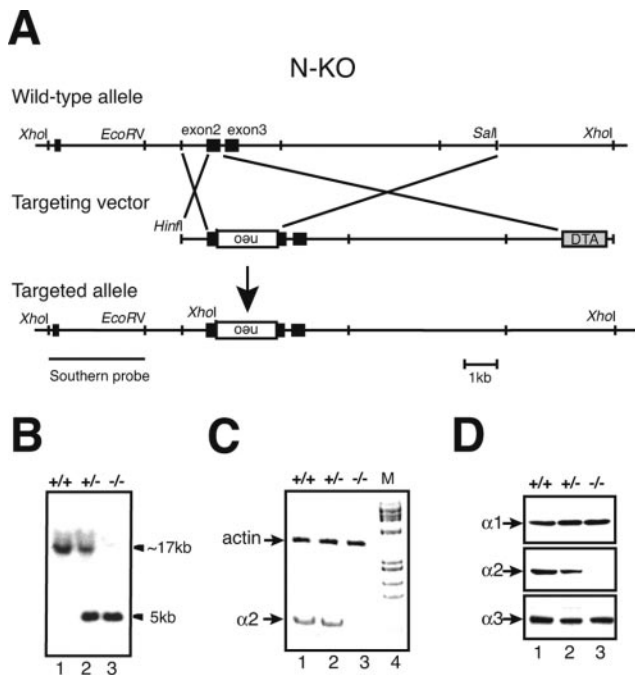 A
N-KO
Wild-type allele
XhoI EcoRV exon2 exon3 SalI XhoI
Targeting vector
HinfI neo DTA
Targeted allele
XhoI EcoRV XhoI neo XhoI
Southern probe 1kb
B
+/+ +/- -/-
~17kb
5kb
1 2 3
C
+/+ +/- -/- M
actin
α2
1 2 3 4
D
+/+ +/- -/-
α1
α2
α3
1 2 3